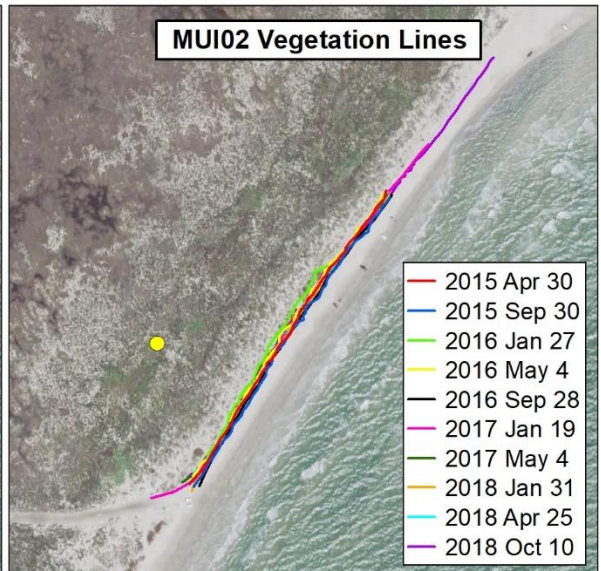 MUI02 Vegetation Lines
2015 Apr 30
2015 Sep 30
2016 Jan 27
2016 May 4
2016 Sep 28
2017 Jan 19
2017 May 4
2018 Jan 31
2018 Apr 25
2018 Oct 10